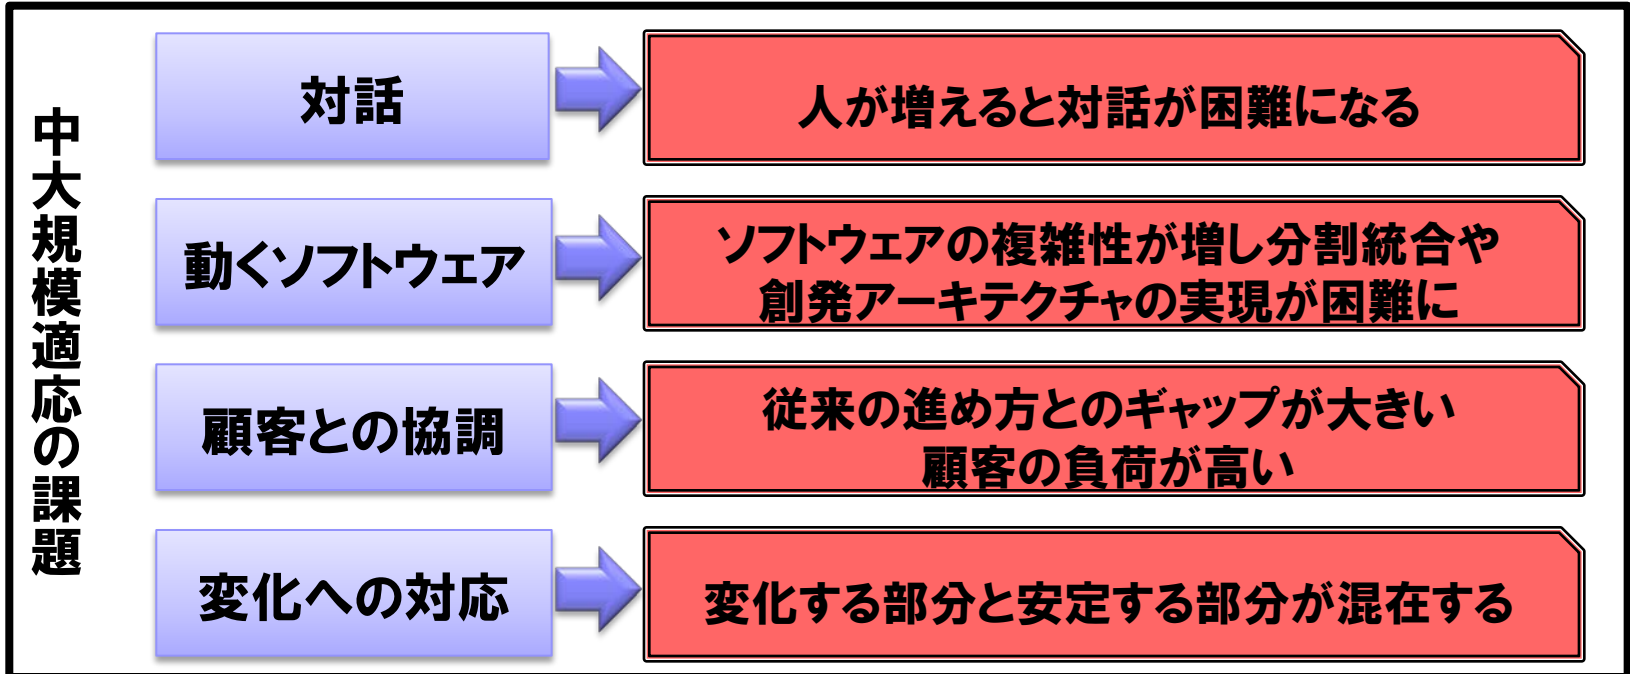 中大規模適応の課題
対話
人が増えると対話が困難になる
動くソフトウェア
ソフトウェアの複雑性が増し分割統合や
創発アーキテクチャの実現が困難に
顧客との協調
従来の進め方とのギャップが大きい
顧客の負荷が高い
変化への対応
変化する部分と安定する部分が混在する